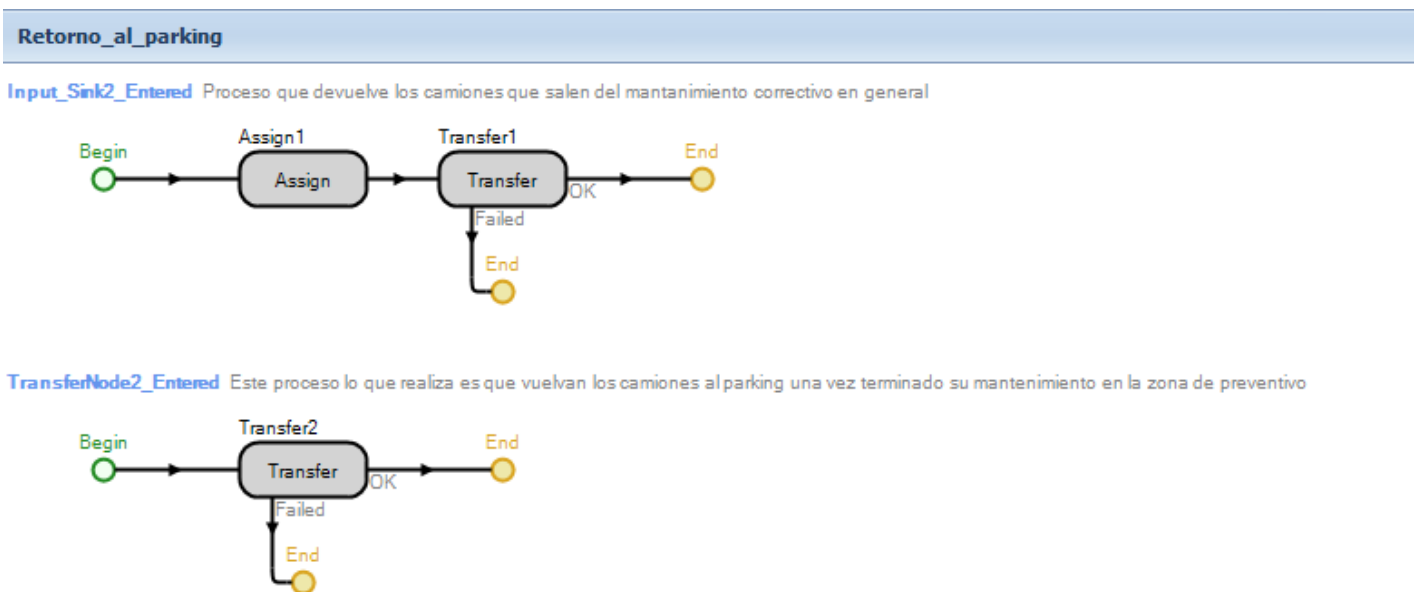 Retorno_al_parking
Input_Sink2_Entered Proceso que devuelve los camiones que salen del mantanimiento correctivo en general
Assign1
Transfer1
Begin
End
Assign
Transfer
OK
Failed
End
TransferNode2_Entered Este proceso lo que realiza es que vuelvan los camiones al parking una vez terminado su mantenimiento en la zona de preventivo
Transfer2
Begin
End
Transfer
OK
Failed
End